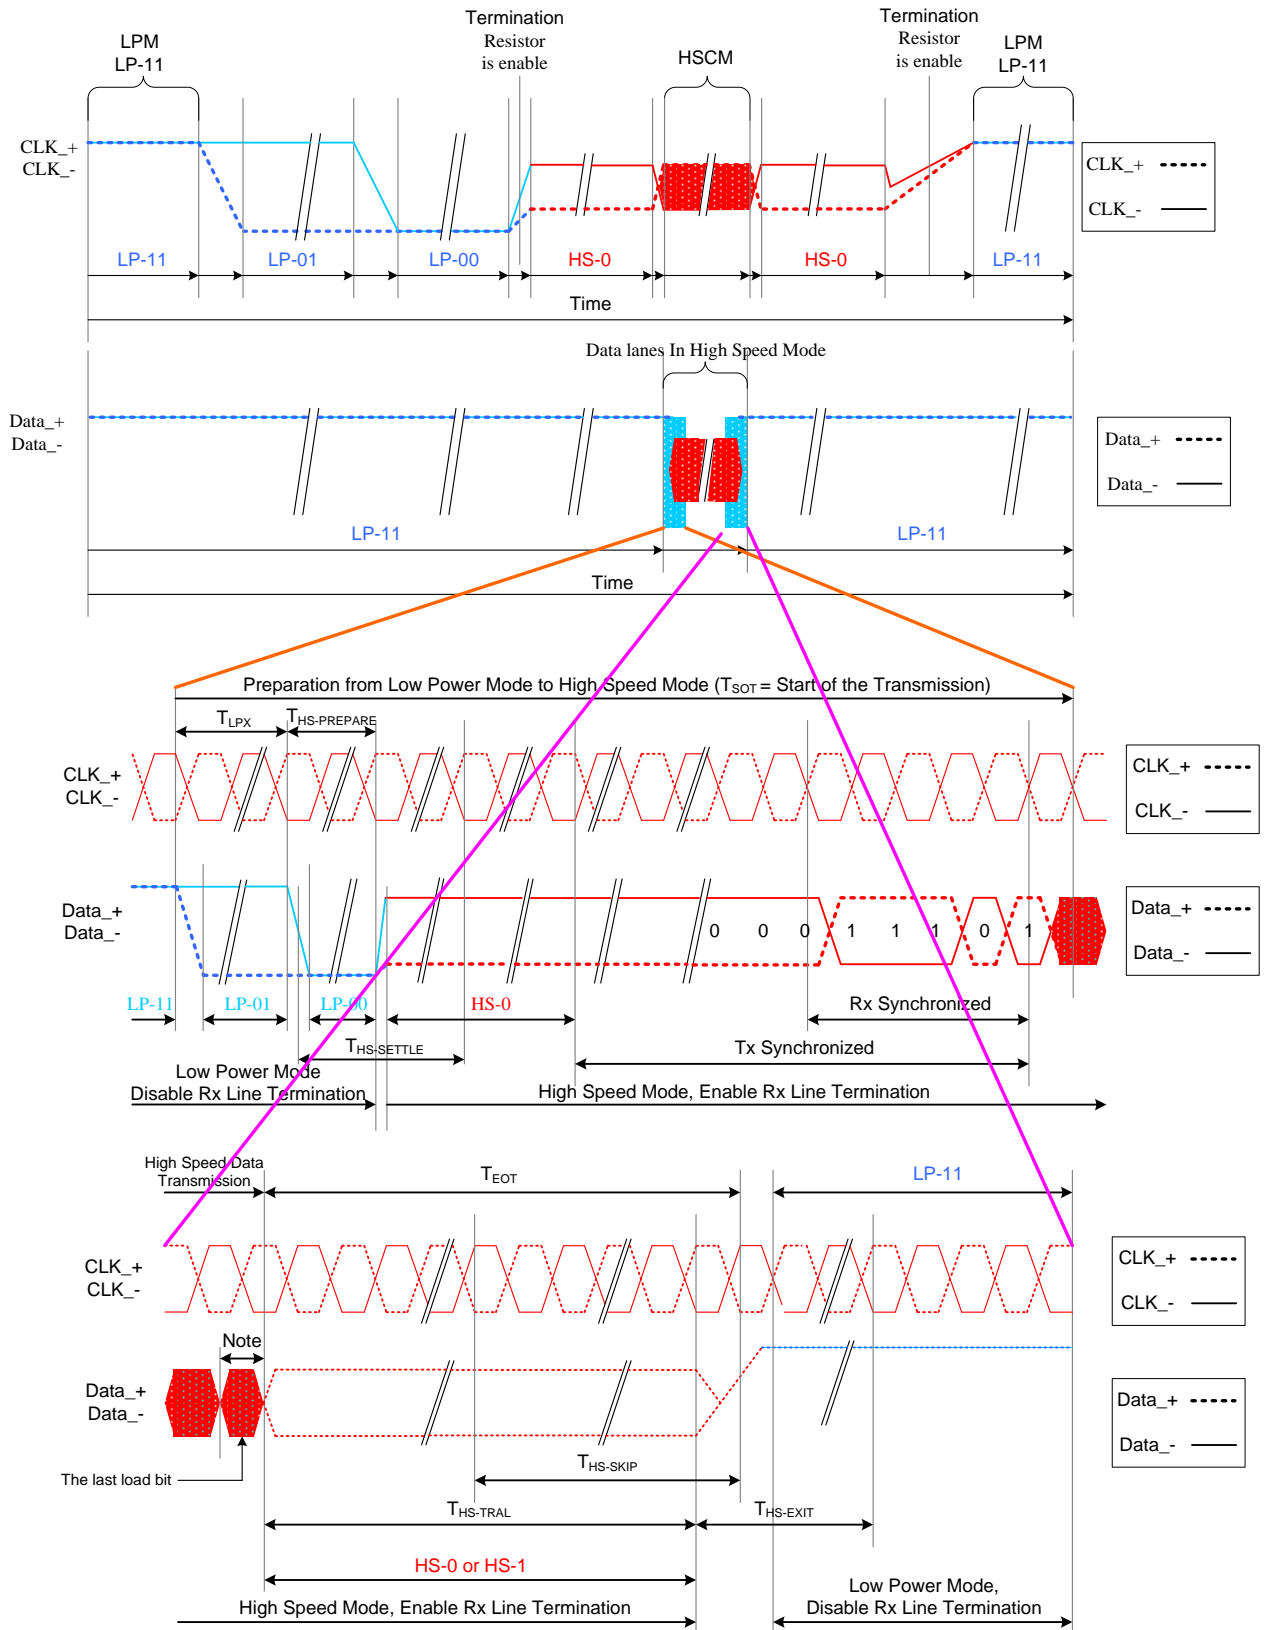 LPM
LP-11
Termination
Resistor
is enable
HSCM
Termination
Resistor
is enable
LPM
LP-11
CLK_+
CLK_-
CLK_+
CLK_-
LP-11
LP-01
LP-00
HS-0
HS-0
LP-11
Time
Data lanes In High Speed Mode
Data_+
Data_-
Data_+
Data_-
LP-11
LP-11
Time
Preparation from Low Power Mode to High Speed Mode (TSOT = Start of the Transmission)
TLPX
THS-PREPARE
CLK_+
CLK_-
CLK_+
CLK_-
Data_+
Data_-
0 0 0 1 1 1 0 1
Data_+
Data_-
LP-11
LP-01
LP-00
HS-0
Rx Synchronized
THS-SETTLE
Tx Synchronized
Low Power Mode
Disable Rx Line Termination
High Speed Mode, Enable Rx Line Termination
High Speed Data
Transmission
TEOT
LP-11
CLK_+
CLK_-
CLK_+
CLK_-
Note
Data_+
Data_-
Data_+
Data_-
The last load bit
THS-SKIP
THS-TRAL
THS-EXIT
HS-0 or HS-1
High Speed Mode, Enable Rx Line Termination
Low Power Mode,
Disable Rx Line Termination